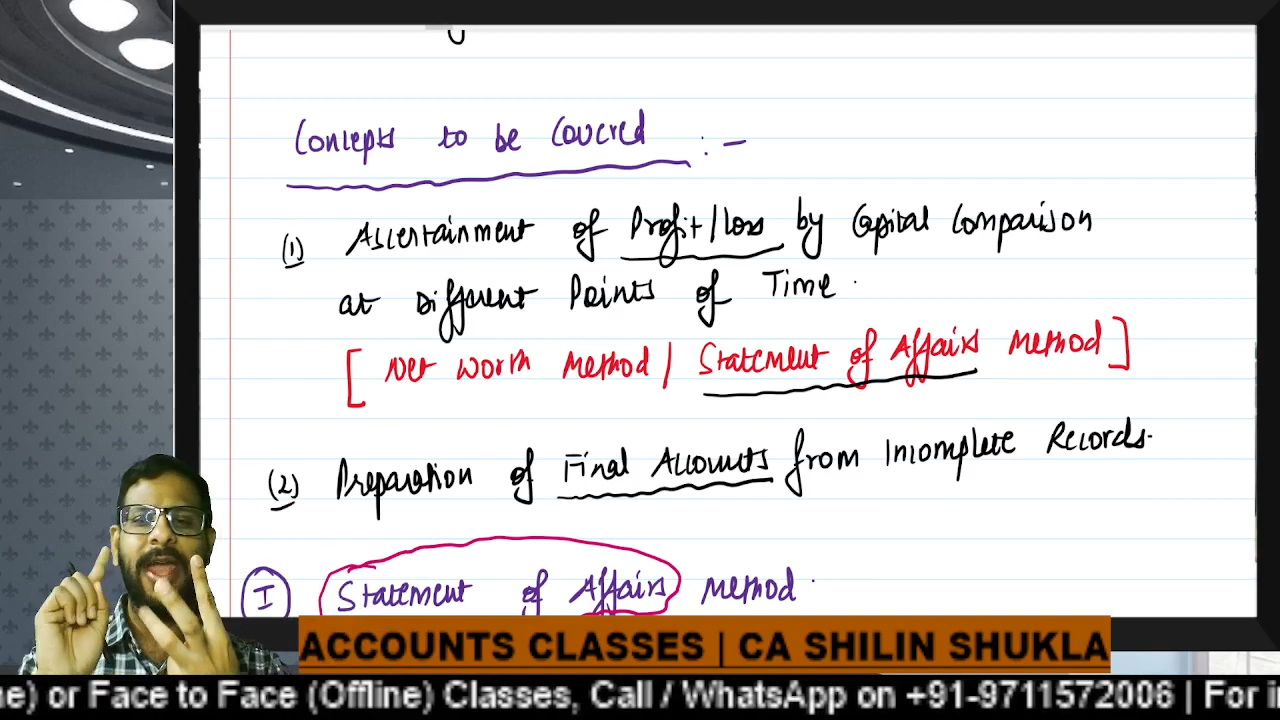 Concepts to be Covered :-
(1) Ascertainment of Profit/Loss by Capital Comparison
at Different Points of Time.
[ Net Worth Method / Statement of Affairs Method ]
(2) Preparation of Final Accounts from Incomplete Records.
I Statement of Affairs Method.
ACCOUNTS CLASSES | CA SHILIN SHUKLA
e) or Face to Face (Offline) Classes, Call / WhatsApp on +91-9711572006 | For i